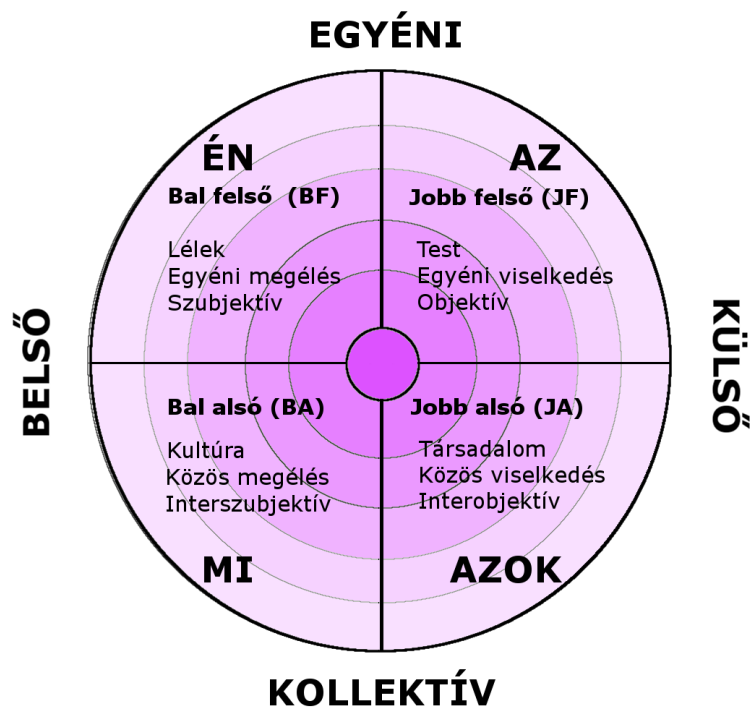 EGYÉNI
ÉN
Bal felső (BF)
Lélek
Egyéni megélés
Szubjektív
AZ
Jobb felső (JF)
Test
Egyéni viselkedés
Objektív
BELSŐ
KÜLSŐ
Bal alsó (BA)
Kultúra
Közös megélés
Interszubjektív
MI
Jobb alsó (JA)
Társadalom
Közös viselkedés
Interobjektív
AZOK
KOLLEKTÍV